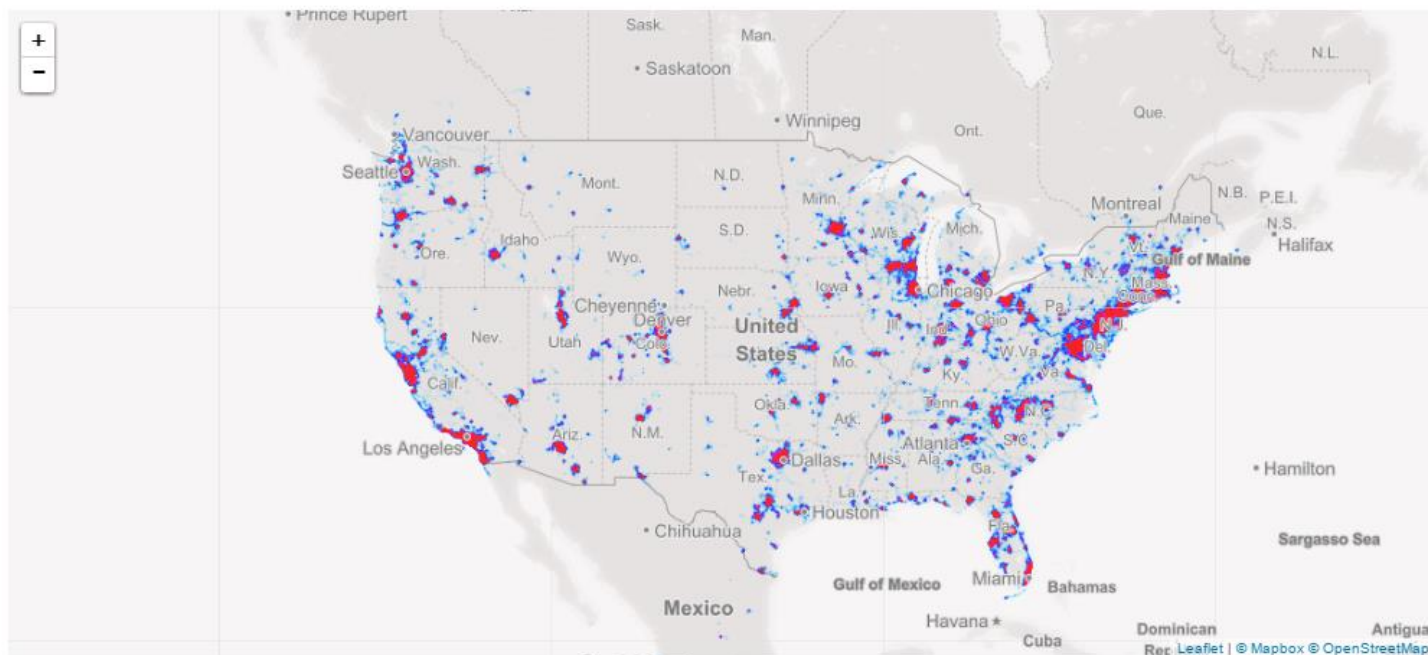 +
−
Prince Rupert
Sask.
Man.
N.L.
Saskatoon
Que.
Winnipeg
Ont.
Vancouver
Seattle
Wash.
Mont.
N.D.
Minn.
Montreal
N.B.
P.E.I.
Maine
N.S.
Halifax
Ore.
Idaho
S.D.
Wis.
Mich.
Vt.
Gulf of Maine
Wyo.
N.Y.
Mass.
Conn.
Nebr.
Iowa
Chicago
Cheyenne
Denver
Pa.
N.J.
Ohio
Nev.
Utah
Colo.
United
States
Ill.
Ind.
Del.
W.Va.
Mo.
Va.
Ky.
Calif.
Okla.
Tenn.
N.C.
Ark.
Los Angeles
Ariz.
N.M.
Atlanta
S.C.
Dallas
Miss.
Ala.
Ga.
Hamilton
Tex.
La.
Houston
Chihuahua
Fla.
Sargasso Sea
Miami
Gulf of Mexico
Bahamas
Mexico
Havana
Cuba
Dominican
Antigua
Leaflet | © Mapbox © OpenStreetMap